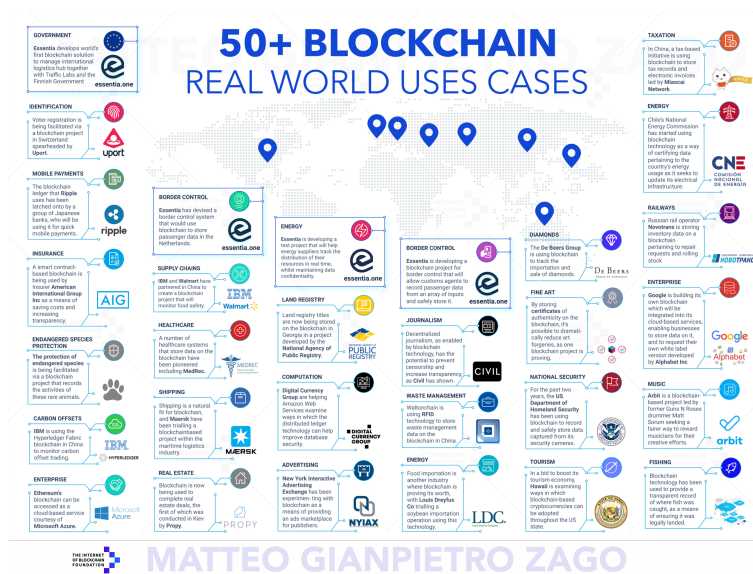 50+ BLOCKCHAIN
REAL WORLD USES CASES
GOVERNMENT
Essentia develops world's
first blockchain solution
to manage international
logistics hub together
with Traffic Labs and the
Finnish Government
essentia.one
IDENTIFICATION
Voter registration is
being facilitated via
a blockchain project
in Switzerland
spearheaded by
Uport.
uport
MOBILE PAYMENTS
The blockchain
ledger that Ripple
uses has been
latched onto by a
group of Japanese
banks, who will be
using it for quick
mobile payments.
ripple
INSURANCE
A smart contract-
based blockchain is
being used by
Insurer American
International Group
Inc as a means of
saving costs and
increasing
transparency.
AIG
ENDANGERED SPECIES
PROTECTION
The protection of
endangered species
is being facilitated
via a blockchain
project that records
the activities of
these rare animals.
CARBON OFFSETS
IBM is using the
Hyperledger Fabric
blockchain in China
to monitor carbon
offset trading.
IBM
HYPERLEDGER
ENTERPRISE
Ethereum's
blockchain can be
accessed as a
cloud-based service
courtesy of
Microsoft Azure.
Microsoft
Azure
BORDER CONTROL
Essentia has devised a
border control system
that would use
blockchain to store
passenger data in the
Netherlands.
essentia.one
SUPPLY CHAINS
IBM and Walmart have
partnered in China to
create a blockchain
project that will
monitor food safety.
IBM
Walmart
HEALTHCARE
A number of
healthcare systems
that store data on the
blockchain have
been pioneered
including MedRec.
MEDREC
SHIPPING
Shipping is a natural
fit for blockchain,
and Maersk have
been trialling a
blockchainbased
project within the
maritime logistics
industry.
MÆRSK
REAL ESTATE
Blockchain is now
being used to
complete real
estate deals, the
first of which was
conducted in Kiev
by Propy.
PROPY
ENERGY
Essentia is developing a
test project that will help
energy suppliers track the
distribution of their
resources in real time,
whilst maintaining data
confidentiality.
essentia.one
LAND REGISTRY
Land registry titles
are now being stored
on the blockchain in
Georgia in a project
developed by the
National Agency of
Public Registry.
PUBLIC
REGISTRY
COMPUTATION
Digital Currency
Group are helping
Amazon Web
Services examine
ways in which the
distributed ledger
technology can help
improve database
security.
DIGITAL
CURRENCY
GROUP
ADVERTISING
New York Interactive
Advertising
Exchange has been
experimen- ting with
blockchain as a
means of providing
an ads marketplace
for publishers.
NYIAX
BORDER CONTROL
Essentia is developing a
blockchain project for
border control that will
allow customs agents to
record passenger data
from an array of inputs
and safely store it.
essentia.one
JOURNALISM
Decentralized
journalism, as enabled
by blockchain
technology, has the
potential to prevent
censorship and
increase transparency,
as Civil has shown.
CIVIL
WASTE MANAGEMENT
Waltonchain is
using RFID
technology to store
waste management
data on the
blockchain in China.
ENERGY
Food importation is
another industry
where blockchain is
proving its worth,
with Louis Dreyfus
Co trialling a
soybean importation
operation using this
technology.
LDC.
DIAMONDS
The De Beers Group
is using blockchain
to track the
importation and
sale of diamonds.
DE BEERS
FINE ART
By storing
certificates of
authenticity on the
blockchain, it's
possible to dramati-
cally reduce art
forgeries, as one
blockchain project is
proving.
NATIONAL SECURITY
For the past two
years, the US
Department of
Homeland Security
has been using
blockchain to record
and safely store data
captured from its
security cameras.
TOURISM
In a bid to boost its
tourism economy,
Hawaii is examining
ways in which
blockchain-based
cryptocurrencies can
be adopted
throughout the US
state.
TAXATION
In China, a tax-based
initiative is using
blockchain to store
tax records and
electronic invoices
led by Miaocai
Network.
ENERGY
Chile's National
Energy Commission
has started using
blockchain
technology as a way
of certifying data
pertaining to the
country's energy
usage as it seeks to
update its electrical
infrastructure.
CNE
COMISIÓN
NACIONAL
DE ENERGÍA
RAILWAYS
Russian rail operator
Novotrans is storing
inventory data on a
blockchain
pertaining to repair
requests and rolling
stock.
ENTERPRISE
Google is building its
own blockchain
which will be
integrated into its
cloud-based services,
enabling businesses
to store data on it,
and to request their
own white label
version developed
by Alphabet Inc
Google
Alphabet
MUSIC
Arbit is a blockchain-
based project led by
former Guns N Roses
drummer Matt
Sorum seeking a
fairer way to reward
musicians for their
creative efforts.
arbit
FISHING
Blockchain
technology has been
used to provide a
transparent record
of where fish was
caught, as a means
of ensuring it was
legally landed.
THE INTERNET
OF BLOCKCHAIN
FOUNDATION
MATTEO GIANPIETRO ZAGO